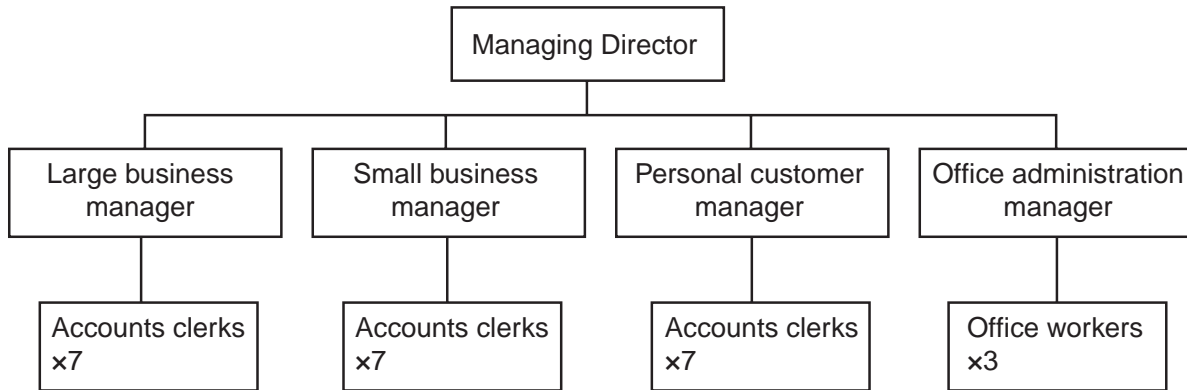 Managing Director
Large business
manager
Small business
manager
Personal customer
manager
Office administration
manager
Accounts clerks
×7
Accounts clerks
×7
Accounts clerks
×7
Office workers
×3